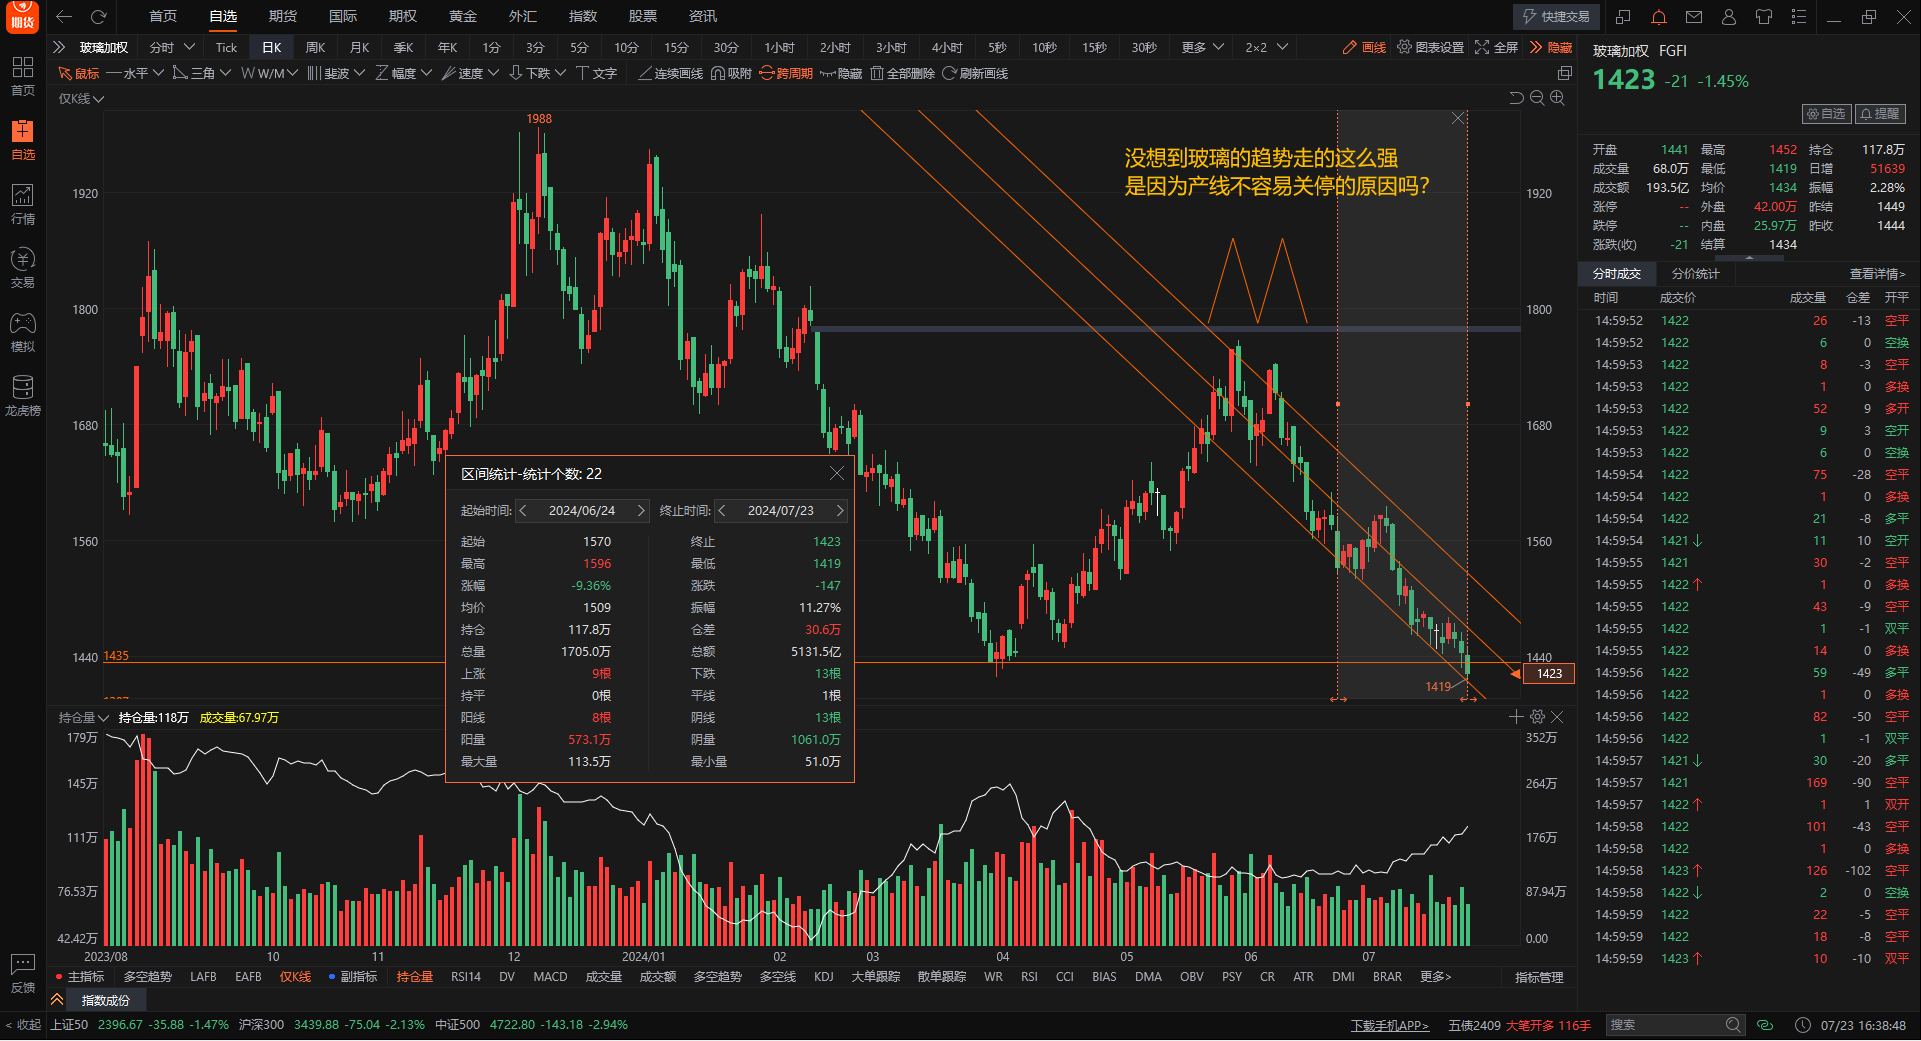 期货 首页 自选 期货 国际 期权 黄金 外汇 指数 股票 资讯 快捷交易
玻璃加权 分时 Tick 日K 周K 月K 季K 年K 1分 3分 5分 10分 15分 30分 1小时 2小时 3小时 4小时 5秒 10秒 15秒 30秒 更多 2×2 画线 图表设置 全屏 隐藏
鼠标 水平 三角 W/M 斐波 幅度 速度 下跌 文字 连续画线 吸附 跨周期 隐藏 全部删除 刷新画线
首页
自选
行情
交易
模拟
龙虎榜
反馈
< 收起
仅K线
1988
没想到玻璃的趋势走的这么强
是因为产线不容易关停的原因吗?
1920 1920
1800 1800
1680 1680
1560 1560
1440 1435 1440
1423
1419
区间统计-统计个数: 22
起始时间: 2024/06/24 终止时间: 2024/07/23
起始 1570 终止 1423
最高 1596 最低 1419
涨幅 -9.36% 涨跌 -147
均价 1509 振幅 11.27%
持仓 117.8万 仓差 30.6万
总量 1705.0万 总额 5131.5亿
上涨 9根 下跌 13根
持平 0根 平线 1根
阳线 8根 阴线 13根
阳量 573.1万 阴量 1061.0万
最大量 113.5万 最小量 51.0万
持仓量 持仓量:118万 成交量:67.97万
179万 352万
145万 264万
111万 176万
76.53万 87.94万
42.42万 0.00
2023/08 10 11 12 2024/01 02 03 04 05 06 07
主指标 多空趋势 LAFB EAFB 仅K线 副指标 持仓量 RSI14 DV MACD 成交量 成交额 多空趋势 多空线 KDJ 大单跟踪 散单跟踪 WR RSI CCI BIAS DMA OBV PSY CR ATR DMI BRAR 更多> 指标管理
指数成份
上证50 2396.67 -35.88 -1.47% 沪深300 3439.88 -75.04 -2.13% 中证500 4722.80 -143.18 -2.94% 下载手机APP> 五债2409 大笔开多 116手 搜索 07/23 16:38:48
玻璃加权 FGFI
1423 -21 -1.45%
自选 提醒
开盘 1441 最高 1452 持仓 117.8万
成交量 68.0万 最低 1419 日增 51639
成交额 193.5亿 均价 1434 振幅 2.28%
涨停 -- 外盘 42.00万 昨结 1449
跌停 -- 内盘 25.97万 昨收 1444
涨跌(收) -21 结算 1434
分时成交 分价统计 查看详情>
时间 成交价 成交量 仓差 开平
14:59:52 1422 26 -13 空平
14:59:52 1422 6 0 空换
14:59:53 1422 8 -3 空平
14:59:53 1422 1 0 多换
14:59:53 1422 52 9 多开
14:59:53 1422 9 3 空开
14:59:53 1422 6 0 空换
14:59:54 1422 75 -28 空平
14:59:54 1422 1 0 多换
14:59:54 1422 21 -8 多平
14:59:54 1421↓ 11 10 空开
14:59:55 1421 30 -2 空平
14:59:55 1422↑ 1 0 多换
14:59:55 1422 43 -9 空平
14:59:55 1422 1 -1 双平
14:59:55 1422 14 0 多换
14:59:56 1422 59 -49 多平
14:59:56 1422 1 0 多换
14:59:56 1422 82 -50 空平
14:59:56 1422 1 -1 双平
14:59:57 1421↓ 30 -20 多平
14:59:57 1421 169 -90 空平
14:59:57 1422↑ 1 1 双开
14:59:58 1422 101 -43 空平
14:59:58 1422 1 0 多换
14:59:58 1423↑ 126 -102 空平
14:59:58 1422↓ 2 0 空换
14:59:59 1422 22 -5 空平
14:59:59 1422 18 -8 空平
14:59:59 1423↑ 10 -10 双平